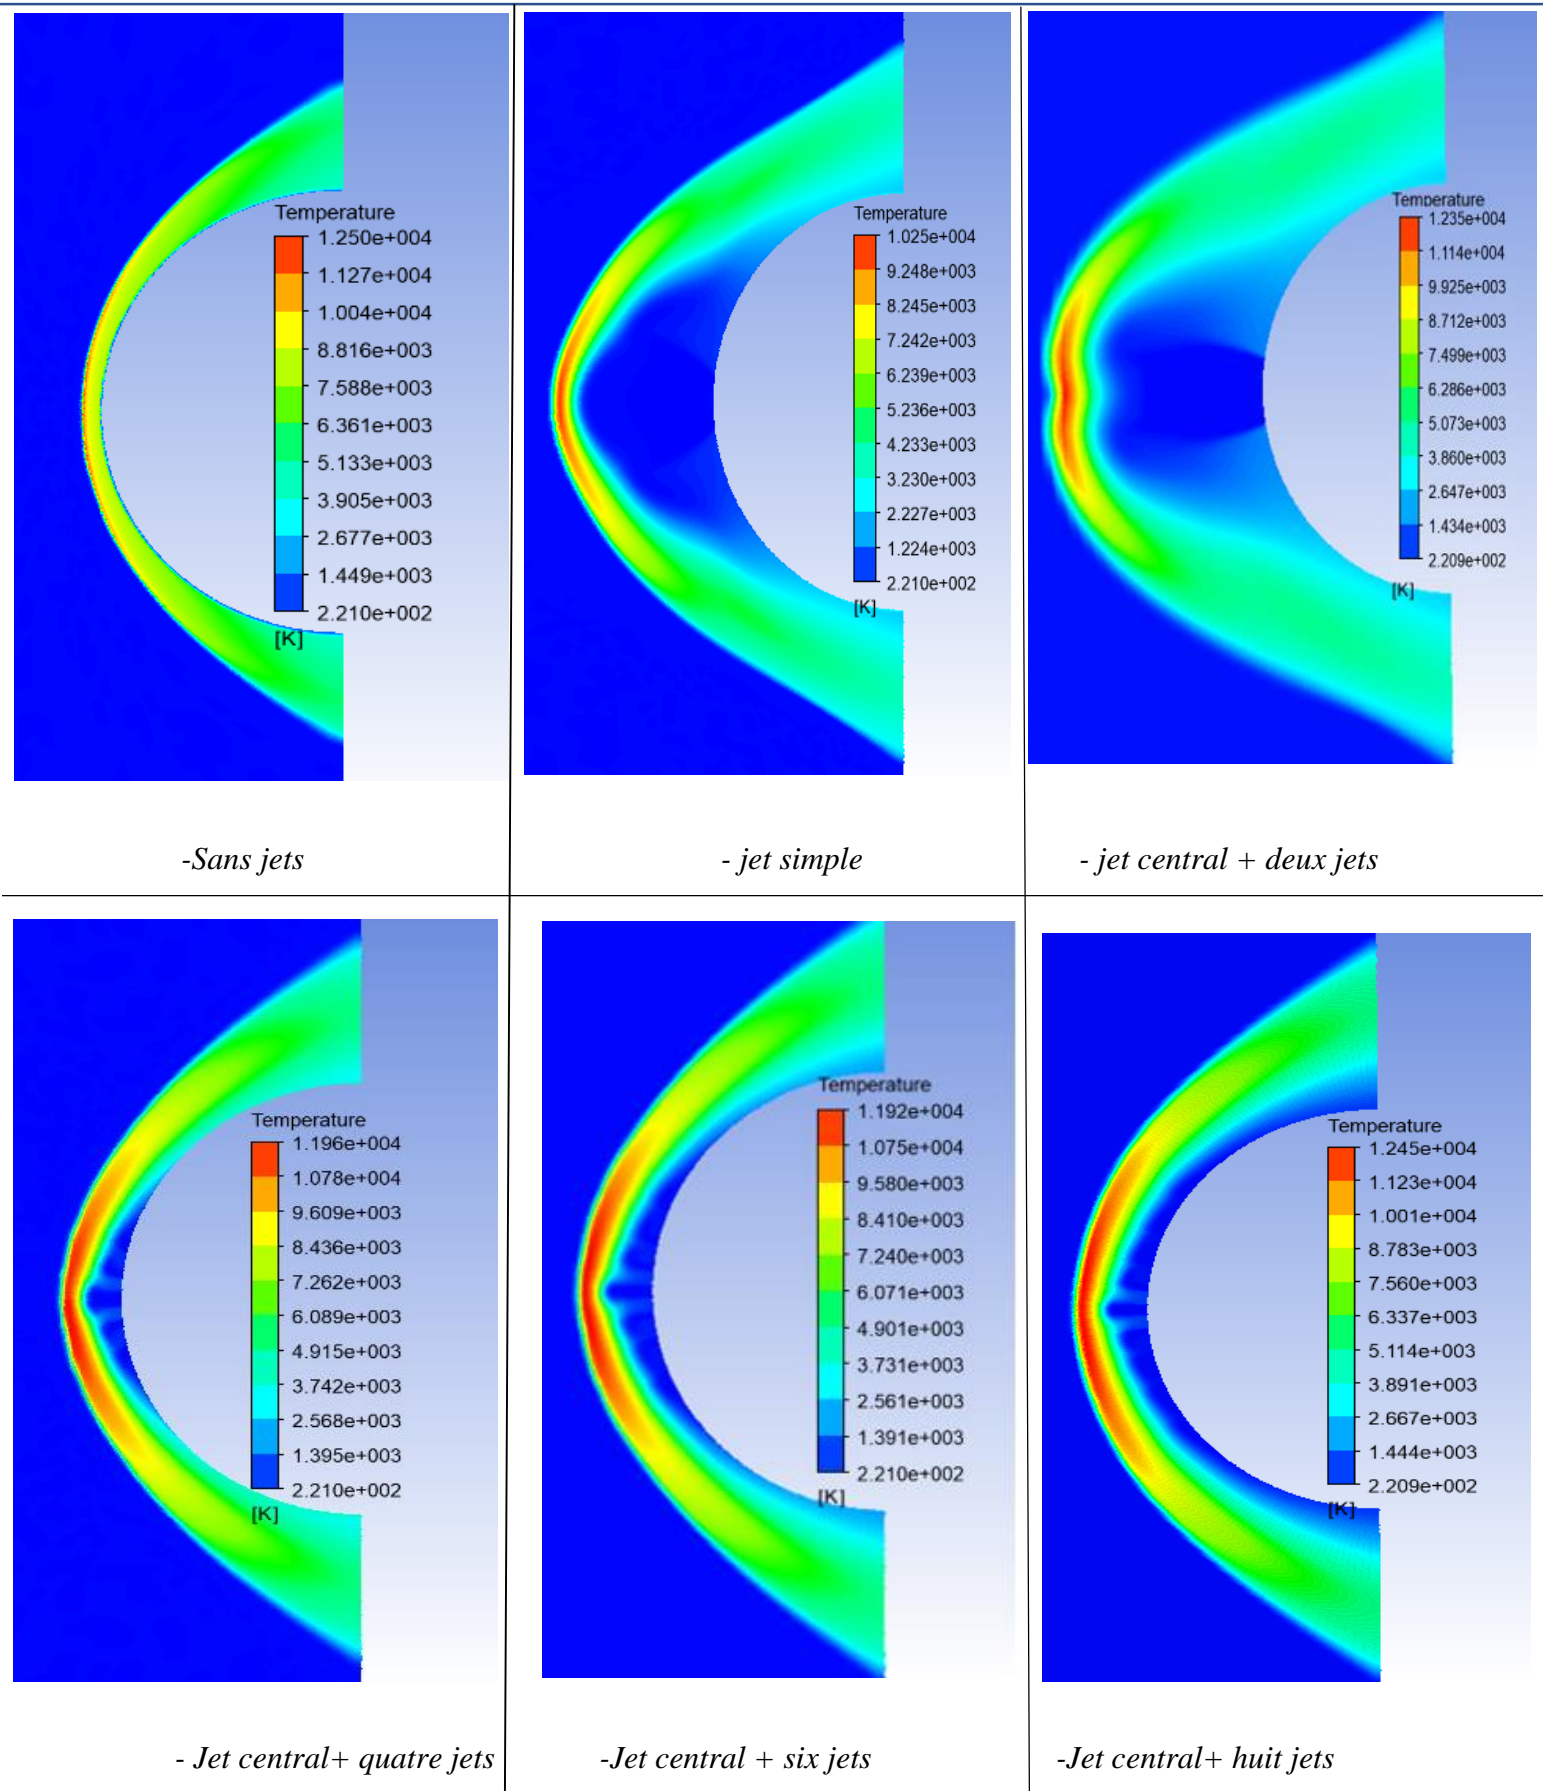 Temperature
1.250e+004
1.127e+004
1.004e+004
8.816e+003
7.588e+003
6.361e+003
5.133e+003
3.905e+003
2.677e+003
1.449e+003
2.210e+002
[K]
-Sans jets
Temperature
1.025e+004
9.248e+003
8.245e+003
7.242e+003
6.239e+003
5.236e+003
4.233e+003
3.230e+003
2.227e+003
1.224e+003
2.210e+002
[K]
- jet simple
Temperature
1.235e+004
1.114e+004
9.925e+003
8.712e+003
7.499e+003
6.286e+003
5.073e+003
3.860e+003
2.647e+003
1.434e+003
2.209e+002
[K]
- jet central + deux jets
Temperature
1.196e+004
1.078e+004
9.609e+003
8.436e+003
7.262e+003
6.089e+003
4.915e+003
3.742e+003
2.568e+003
1.395e+003
2.210e+002
[K]
- Jet central+ quatre jets
Temperature
1.192e+004
1.075e+004
9.580e+003
8.410e+003
7.240e+003
6.071e+003
4.901e+003
3.731e+003
2.561e+003
1.391e+003
2.210e+002
[K]
-Jet central + six jets
Temperature
1.245e+004
1.123e+004
1.001e+004
8.783e+003
7.560e+003
6.337e+003
5.114e+003
3.891e+003
2.667e+003
1.444e+003
2.209e+002
[K]
-Jet central+ huit jets